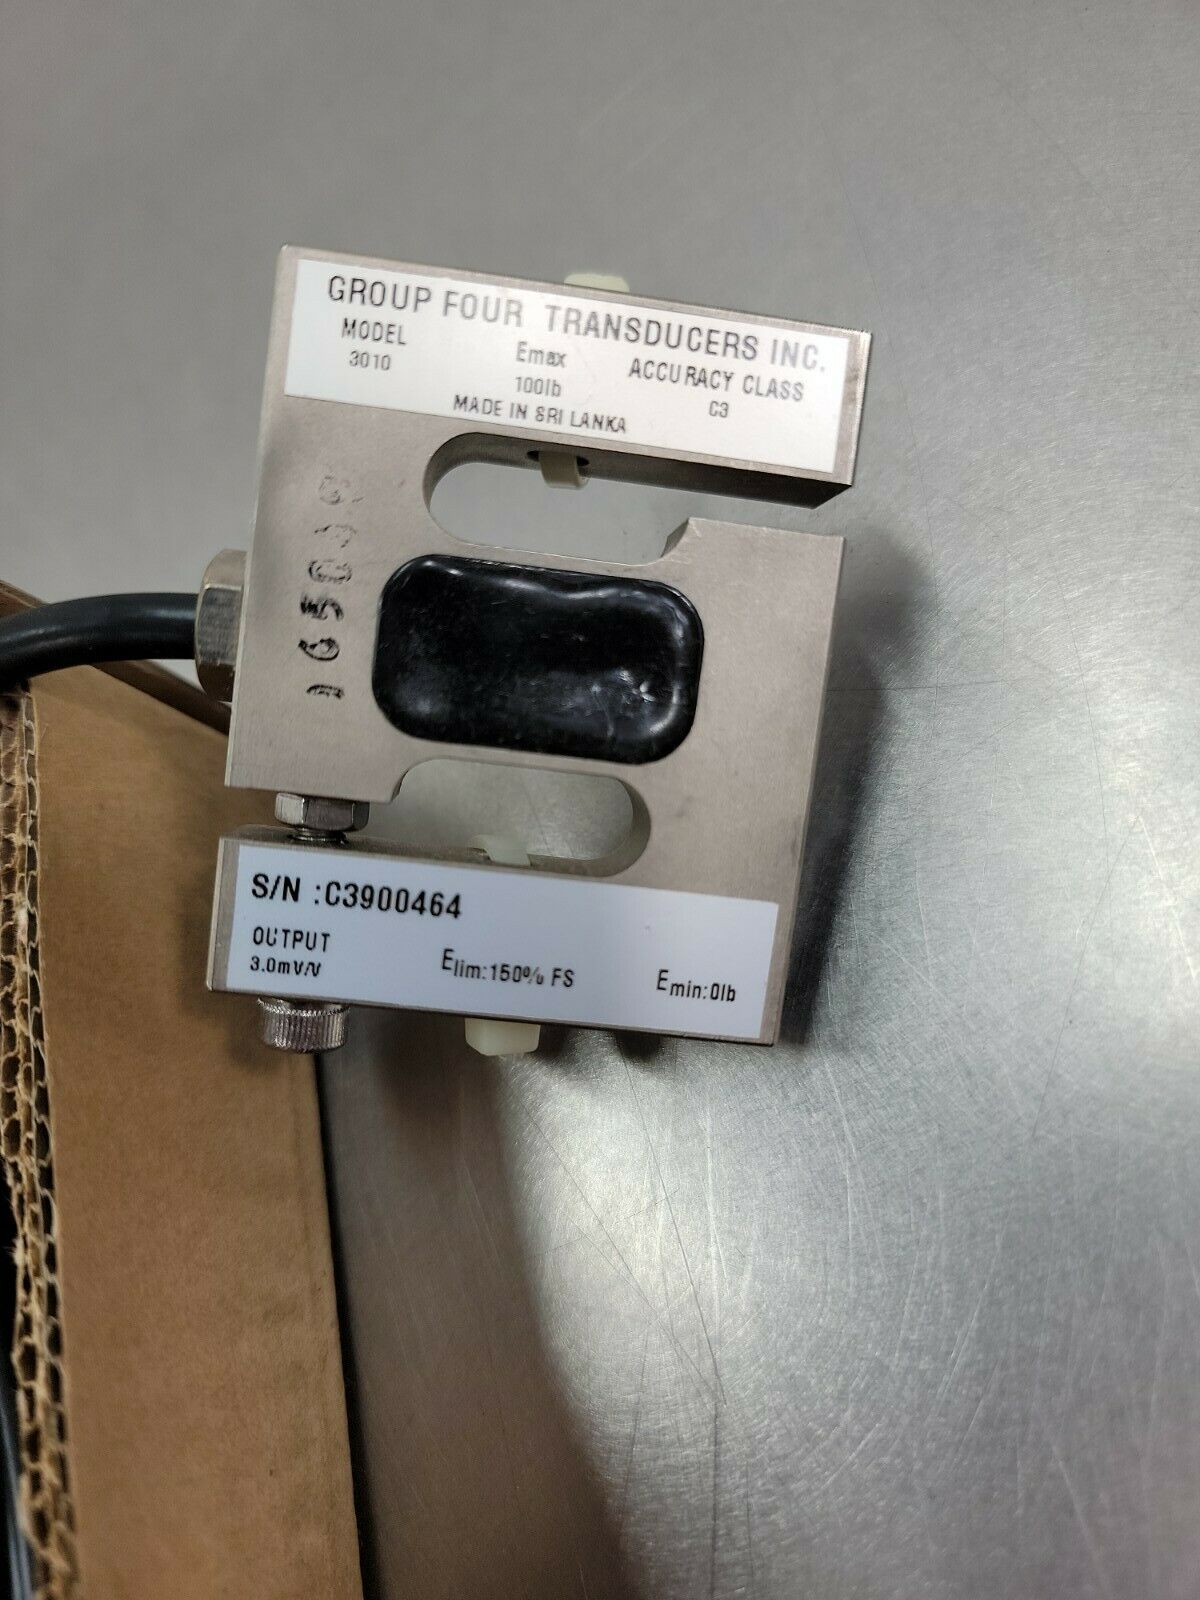 GROUP FOUR TRANSDUCERS INC.
MODEL Emax ACCURACY CLASS
3010 100lb C3
MADE IN SRI LANKA
S/N :C3900464
OUTPUT
3.0mV/V Elim:150% FS Emin:0lb